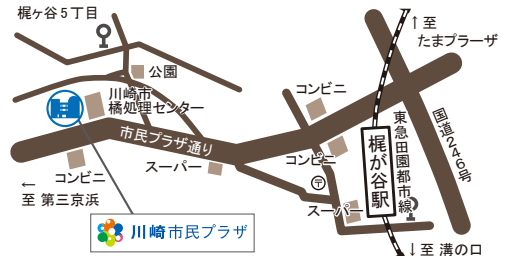 梶ヶ谷5丁目
↑至
たまプラーザ
公園
コンビニ
川崎市
橘処理センター
国道246号
東急田園都市線
市民プラザ通り
梶が谷駅
コンビニ
スーパー
コンビニ
〒
←
至 第三京浜
スーパー
川崎市民プラザ
↓至 溝のロ